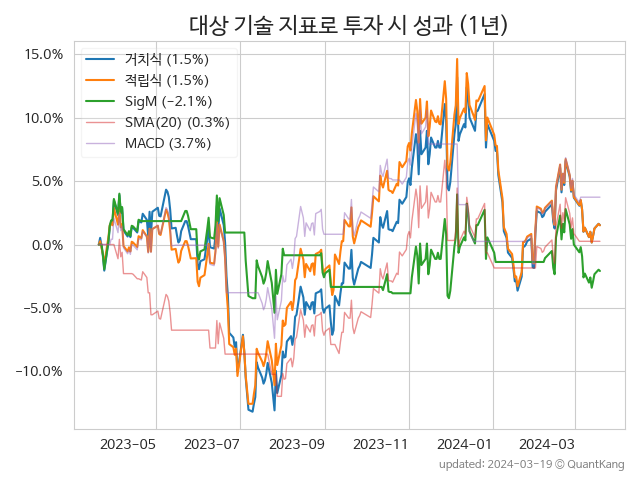 대상 기술 지표로 투자 시 성과 (1년)
거치식 (1.5%)
적립식 (1.5%)
SigM (−2.1%)
SMA(20) (0.3%)
MACD (3.7%)
15.0%
10.0%
5.0%
0.0%
−5.0%
−10.0%
2023-05 2023-07 2023-09 2023-11 2024-01 2024-03
updated: 2024-03-19 @ QuantKang